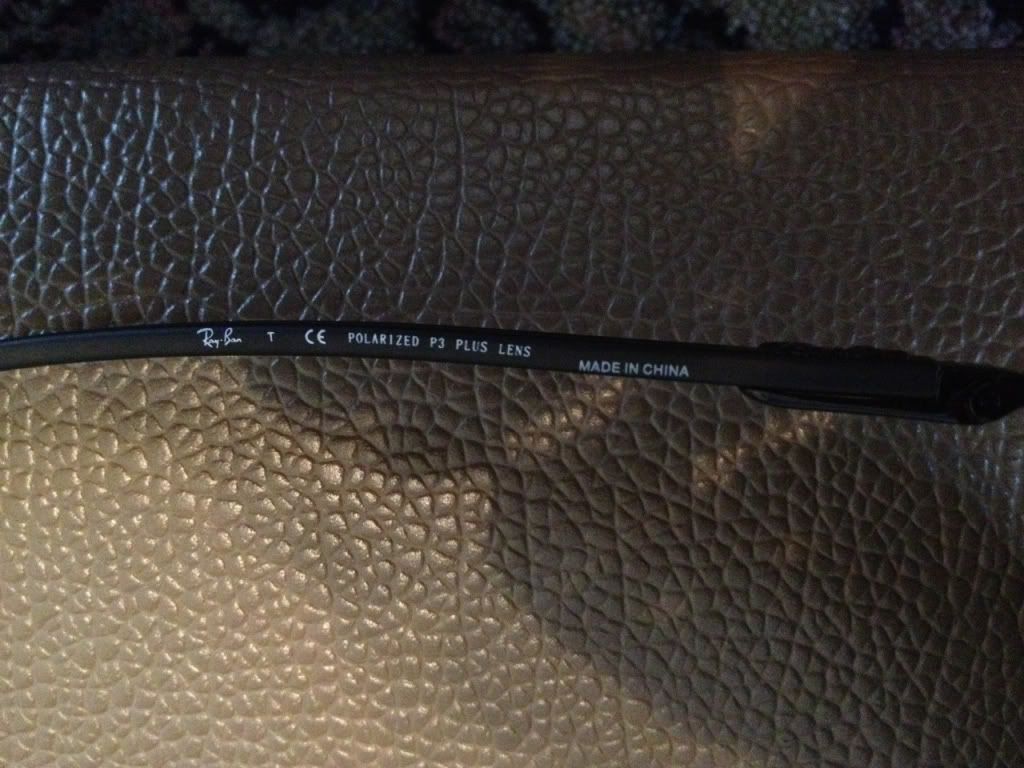 Ray-Ban T CE POLARIZED P3 PLUS LENS MADE IN CHINA